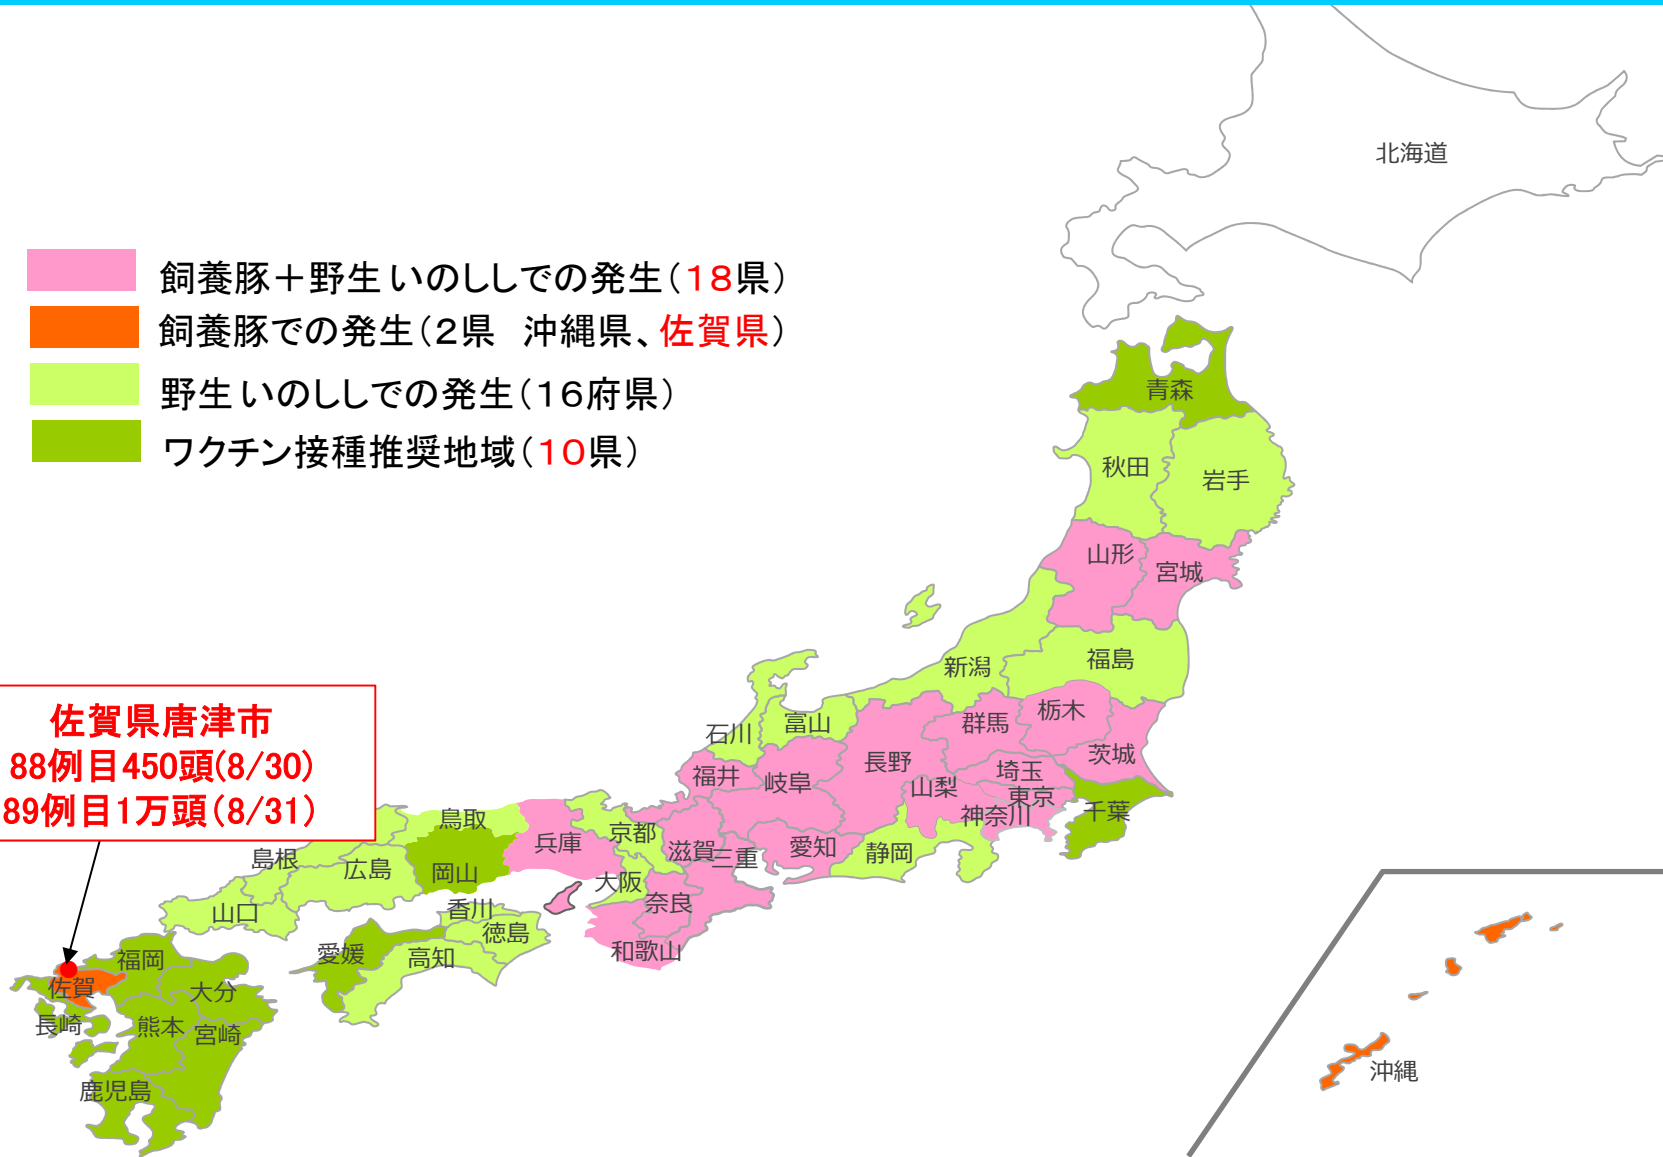 北海道
飼養豚＋野生いのししでの発生（18県）
飼養豚での発生（2県　沖縄県、佐賀県）
野生いのししでの発生（16府県）
ワクチン接種推奨地域（10県）
青森
秋田
岩手
山形
宮城
新潟
福島
佐賀県唐津市
88例目450頭(8/30)
89例目1万頭（8/31）
石川
富山
群馬
栃木
茨城
福井
岐阜
長野
山梨
埼玉
東京
神奈川
千葉
鳥取
島根
広島
岡山
兵庫
京都
滋賀
三重
愛知
静岡
山口
大阪
奈良
和歌山
香川
徳島
愛媛
高知
福岡
佐賀
大分
長崎
熊本
宮崎
鹿児島
沖縄